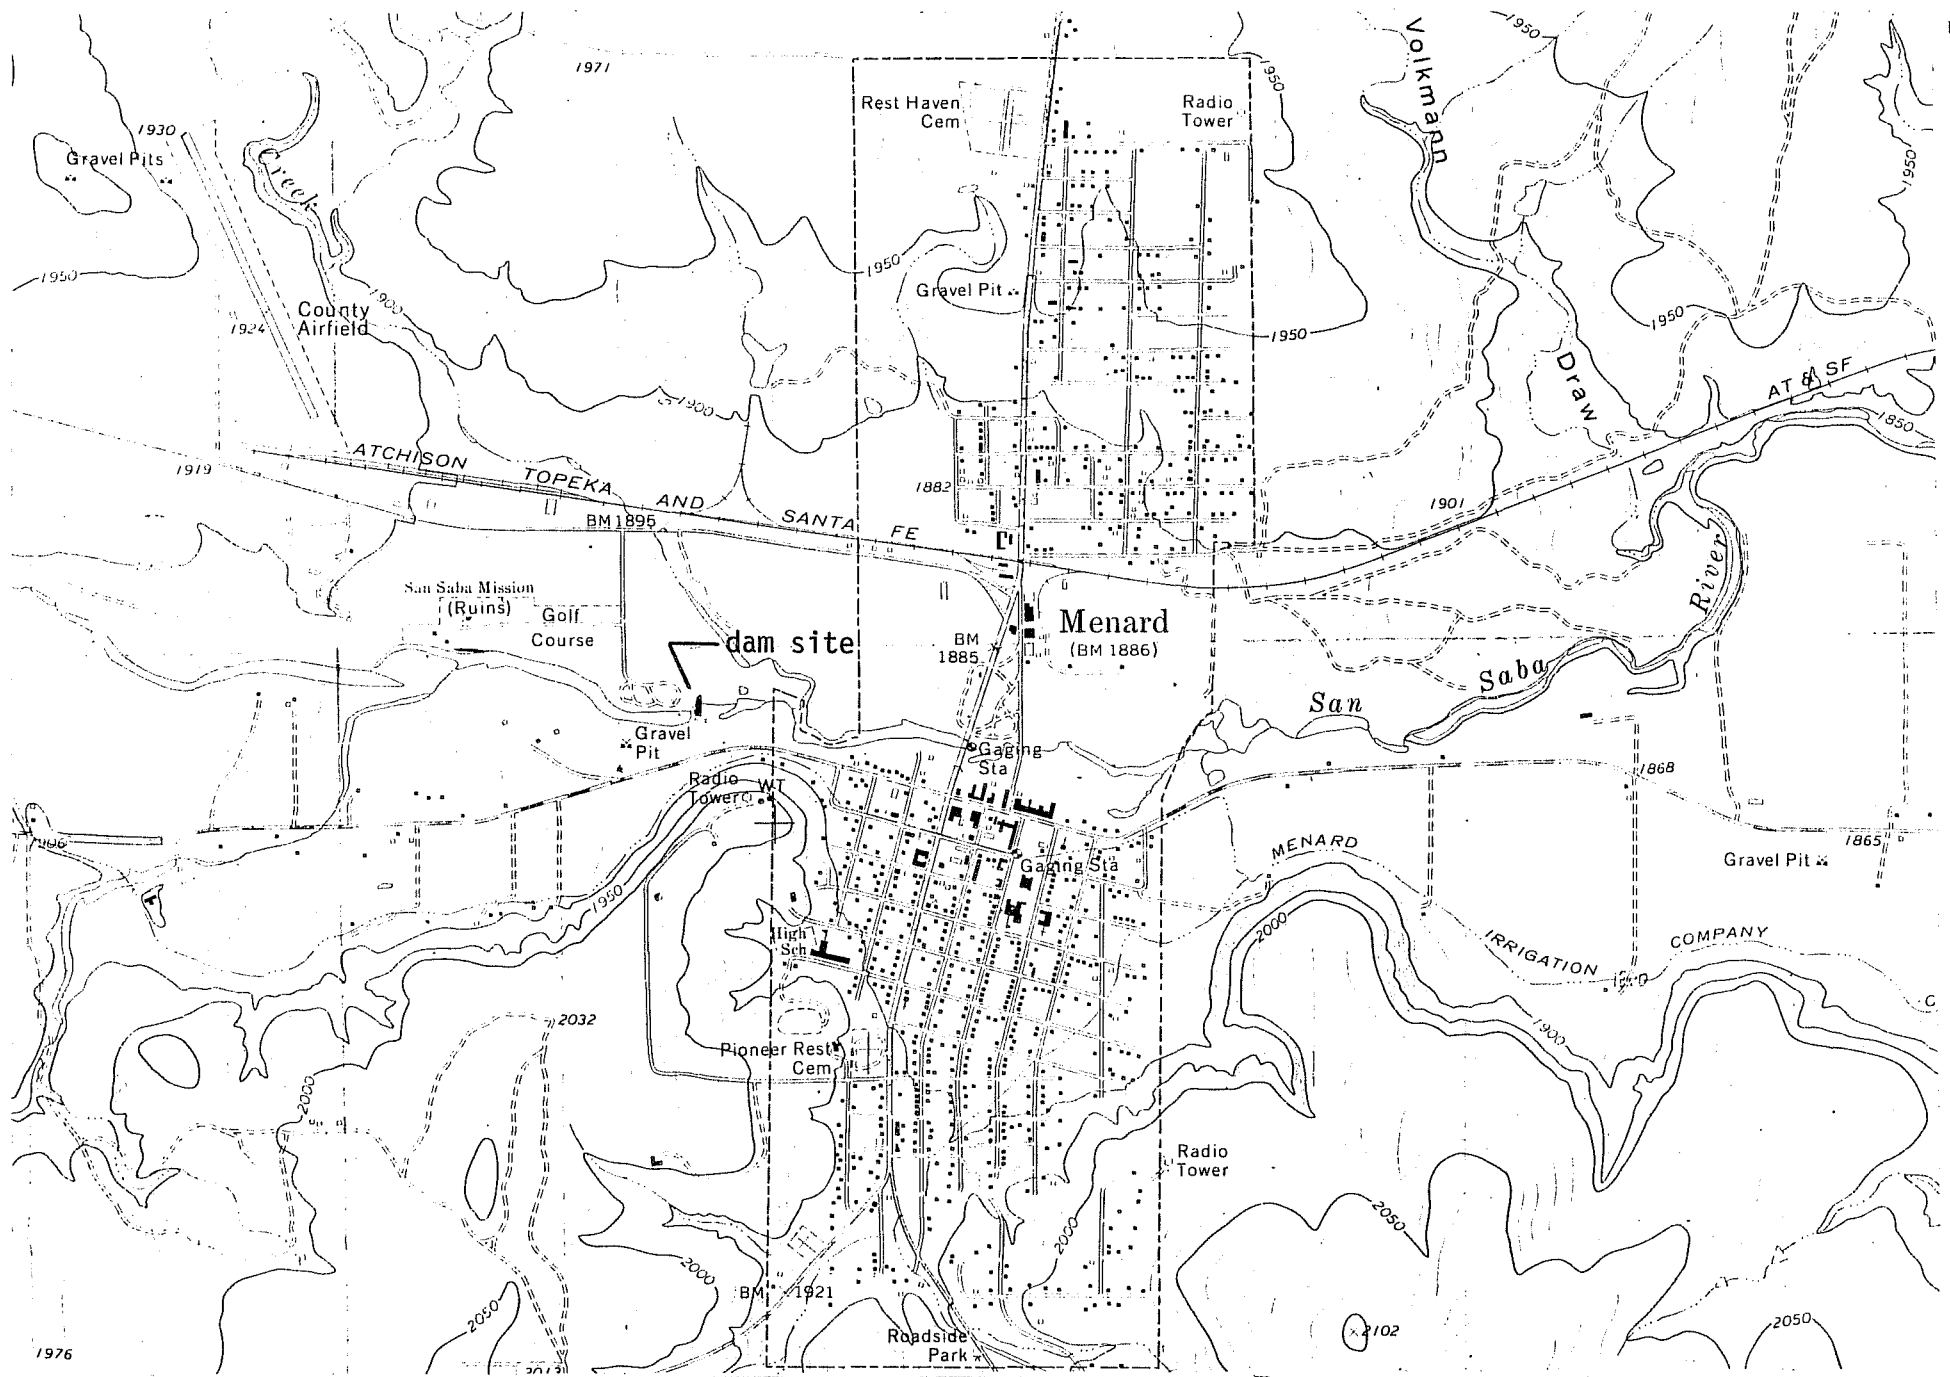 1950
Volkmann
1971
1950
Rest Haven
Cem
Radio
Tower
1930
Gravel Pits
Creek
1950
1950
1950
Gravel Pit
1900
County
Airfield
1924
1950
1950
Draw
AT & SF
1900
1850
1919
ATCHISON TOPEKA AND SANTA FE
1882
1901
BM 1895
San Saba Mission
(Ruins)
Golf
Course
River
Menard
(BM 1886)
BM
1885
dam site
San Saba
Gravel
Pit
Gaging
Sta
1868
Radio
Tower
WT
1906
MENARD
1865
Gravel Pit
Gaging Sta
1950
2000
High
Sch
IRRIGATION
COMPANY
C
2032
1900
Pioneer Rest
Cem
2000
Radio
Tower
2050
2000
2000
BM 1921
2050
Roadside
Park
2102
2050
1976
2013